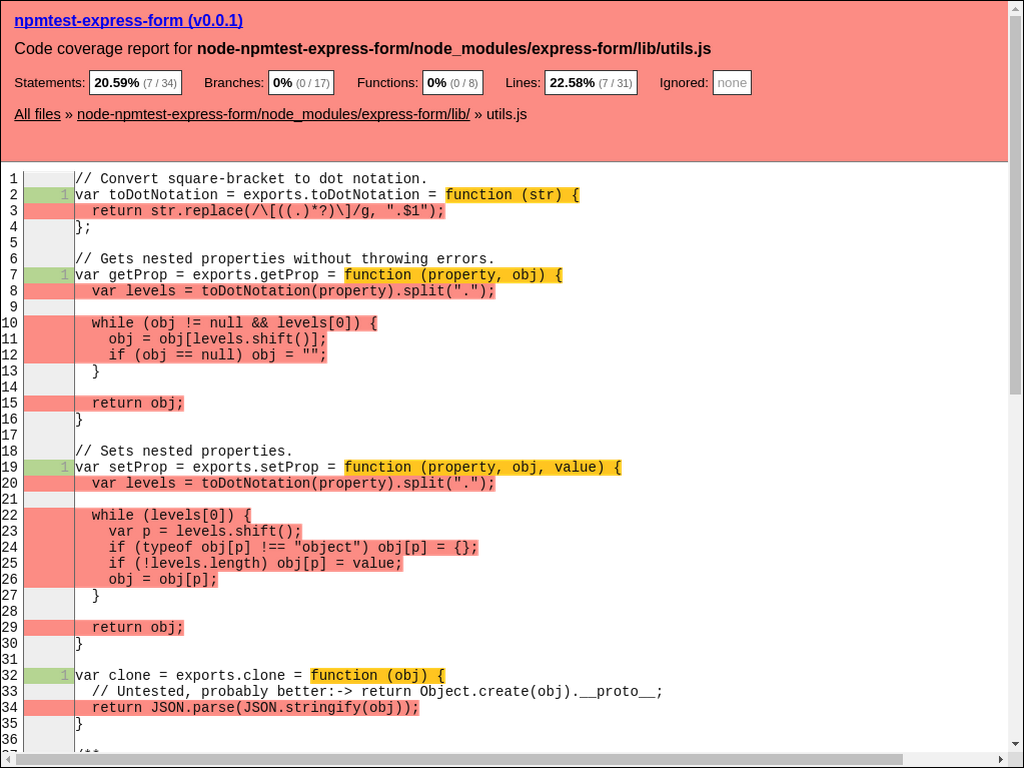 npmtest-express-form (v0.0.1)
Code coverage report for node-npmtest-express-form/node_modules/express-form/lib/utils.js
Statements: 20.59% (7 / 34) Branches: 0% (0 / 17) Functions: 0% (0 / 8) Lines: 22.58% (7 / 31) Ignored: none
All files » node-npmtest-express-form/node_modules/express-form/lib/ » utils.js
1 // Convert square-bracket to dot notation.
2 1 var toDotNotation = exports.toDotNotation = function (str) {
3   return str.replace(/\[((.)*?)\]/g, ".$1");
4 };
5
6 // Gets nested properties without throwing errors.
7 1 var getProp = exports.getProp = function (property, obj) {
8   var levels = toDotNotation(property).split(".");
9
10   while (obj != null && levels[0]) {
11     obj = obj[levels.shift()];
12     if (obj == null) obj = "";
13   }
14
15   return obj;
16 }
17
18 // Sets nested properties.
19 1 var setProp = exports.setProp = function (property, obj, value) {
20   var levels = toDotNotation(property).split(".");
21
22   while (levels[0]) {
23     var p = levels.shift();
24     if (typeof obj[p] !== "object") obj[p] = {};
25     if (!levels.length) obj[p] = value;
26     obj = obj[p];
27   }
28
29   return obj;
30 }
31
32 1 var clone = exports.clone = function (obj) {
33   // Untested, probably better:-> return Object.create(obj).__proto__;
34   return JSON.parse(JSON.stringify(obj));
35 }
36